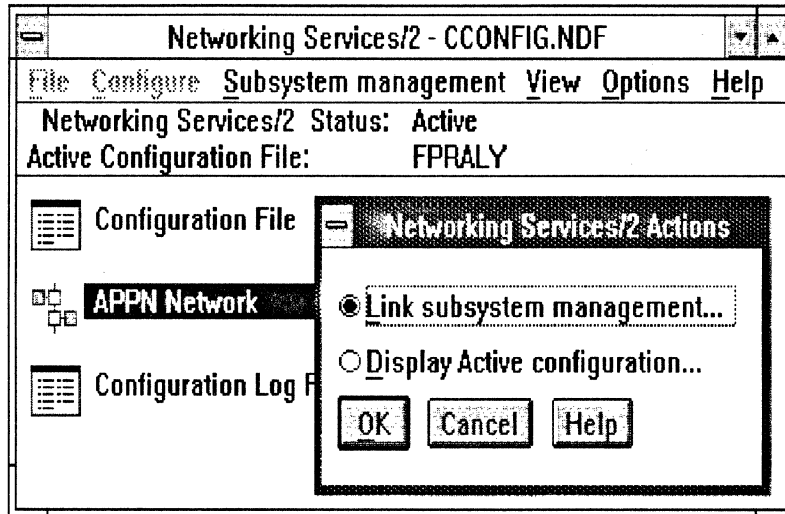 Networking Services/2 - CCONFIG.NDF
File Configure Subsystem management View Options Help
Networking Services/2 Status: Active
Active Configuration File: FPRALY
Configuration File
APPN Network
Configuration Log F
Networking Services/2 Actions
Link subsystem management...
Display Active configuration...
OK Cancel Help